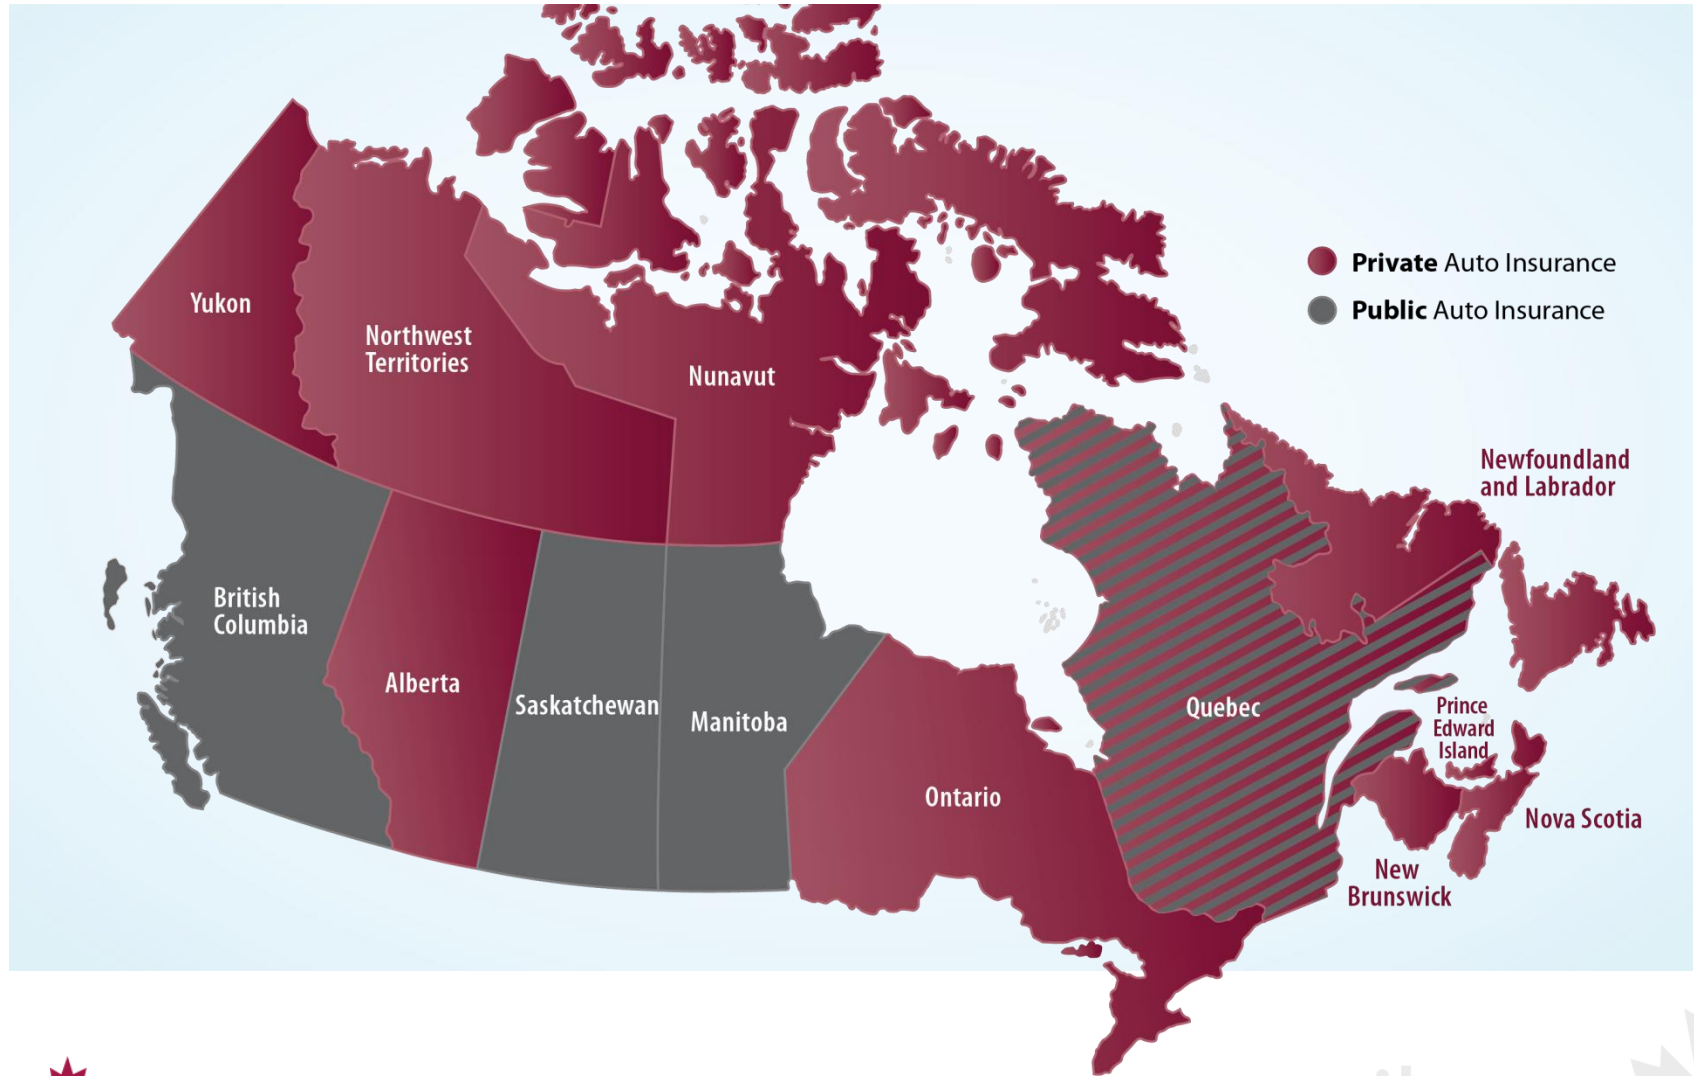 Private Auto Insurance
Public Auto Insurance
Yukon
Northwest
Territories
Nunavut
Newfoundland
and Labrador
British
Columbia
Alberta
Saskatchewan
Manitoba
Ontario
Quebec
Prince
Edward
Island
Nova Scotia
New
Brunswick